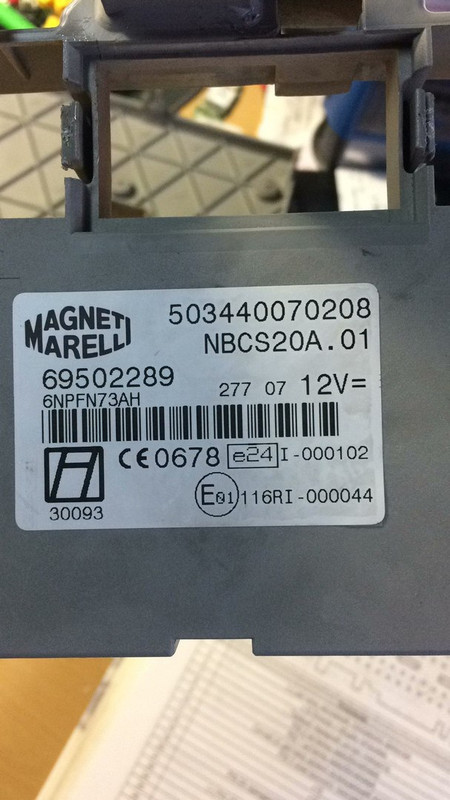 MAGNETI
MARELLI
503440070208
NBCS20A.01
69502289
6NPFN73AH
277 07 12V=
CE0678 e24 I-000102
E01 116RI-000044
30093